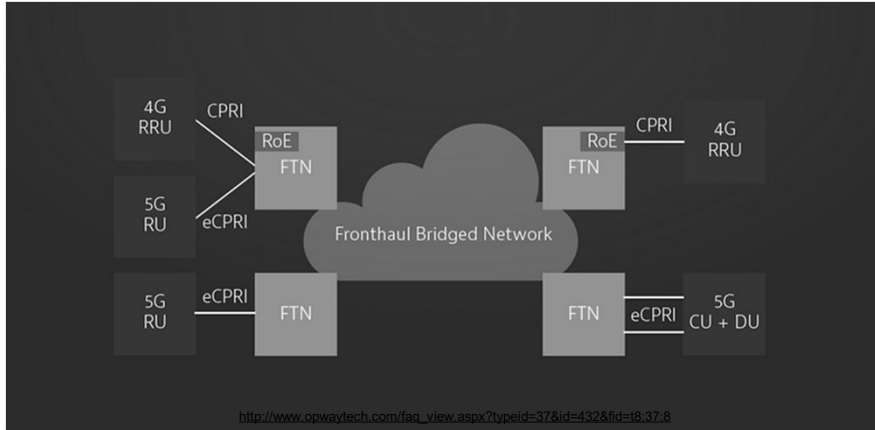 4G
RRU
CPRI
RoE
FTN
5G
RU
eCPRI
5G
RU
eCPRI
FTN
Fronthaul Bridged Network
RoE
FTN
CPRI
4G
RRU
FTN
eCPRI
5G
CU + DU
http://www.opwaytech.com/faq_view.aspx?typeid=37&id=432&fid=t8:37:8